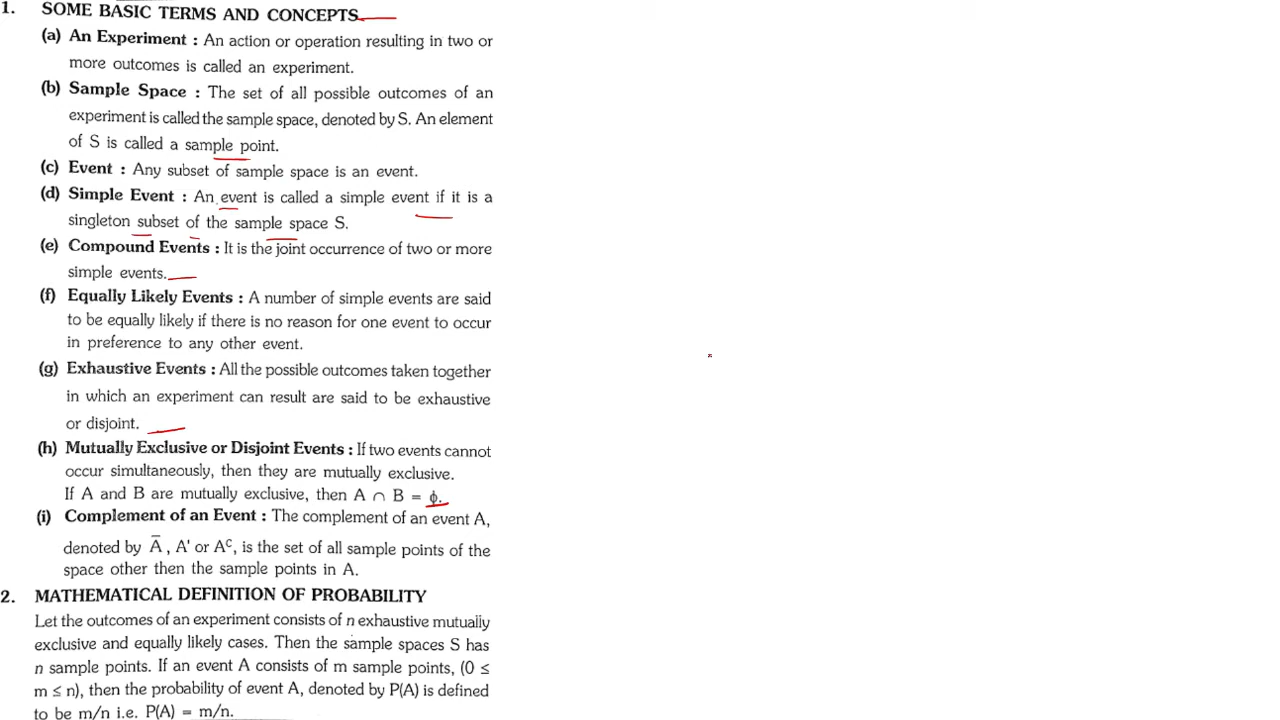 1. SOME BASIC TERMS AND CONCEPTS
(a) An Experiment : An action or operation resulting in two or
more outcomes is called an experiment.
(b) Sample Space : The set of all possible outcomes of an
experiment is called the sample space, denoted by S. An element
of S is called a sample point.
(c) Event : Any subset of sample space is an event.
(d) Simple Event : An event is called a simple event if it is a
singleton subset of the sample space S.
(e) Compound Events : It is the joint occurrence of two or more
simple events.
(f) Equally Likely Events : A number of simple events are said
to be equally likely if there is no reason for one event to occur
in preference to any other event.
(g) Exhaustive Events : All the possible outcomes taken together
in which an experiment can result are said to be exhaustive
or disjoint.
(h) Mutually Exclusive or Disjoint Events : If two events cannot
occur simultaneously, then they are mutually exclusive.
If A and B are mutually exclusive, then A ∩ B = ϕ.
(i) Complement of an Event : The complement of an event A,
denoted by A̅, A' or Aᶜ, is the set of all sample points of the
space other then the sample points in A.
2. MATHEMATICAL DEFINITION OF PROBABILITY
Let the outcomes of an experiment consists of n exhaustive mutually
exclusive and equally likely cases. Then the sample spaces S has
n sample points. If an event A consists of m sample points, (0 ≤
m ≤ n), then the probability of event A, denoted by P(A) is defined
to be m/n i.e. P(A) = m/n.